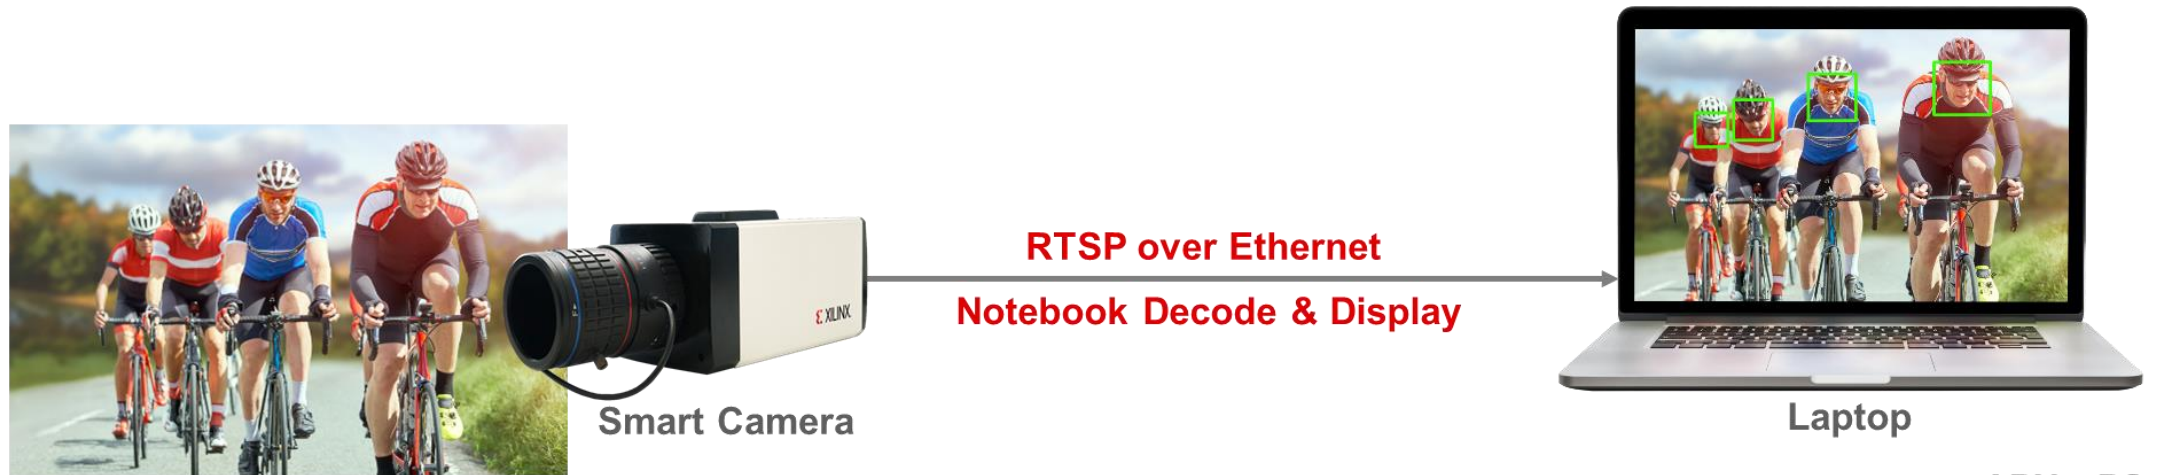 RTSP over Ethernet
Notebook Decode & Display
XILINX
Smart Camera
Laptop